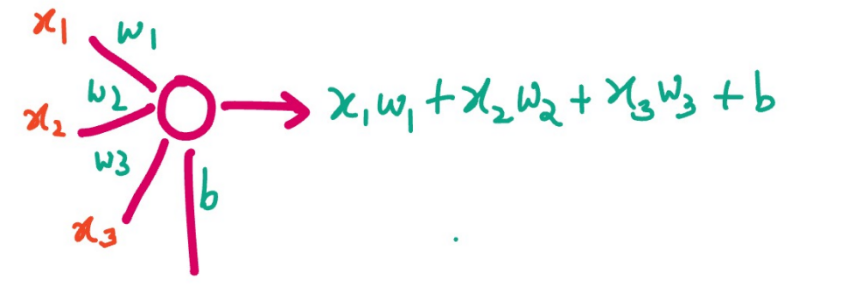 x₁ w₁
w₂
x₂
w₃
x₃
b
x₁w₁ + x₂w₂ + x₃w₃ + b